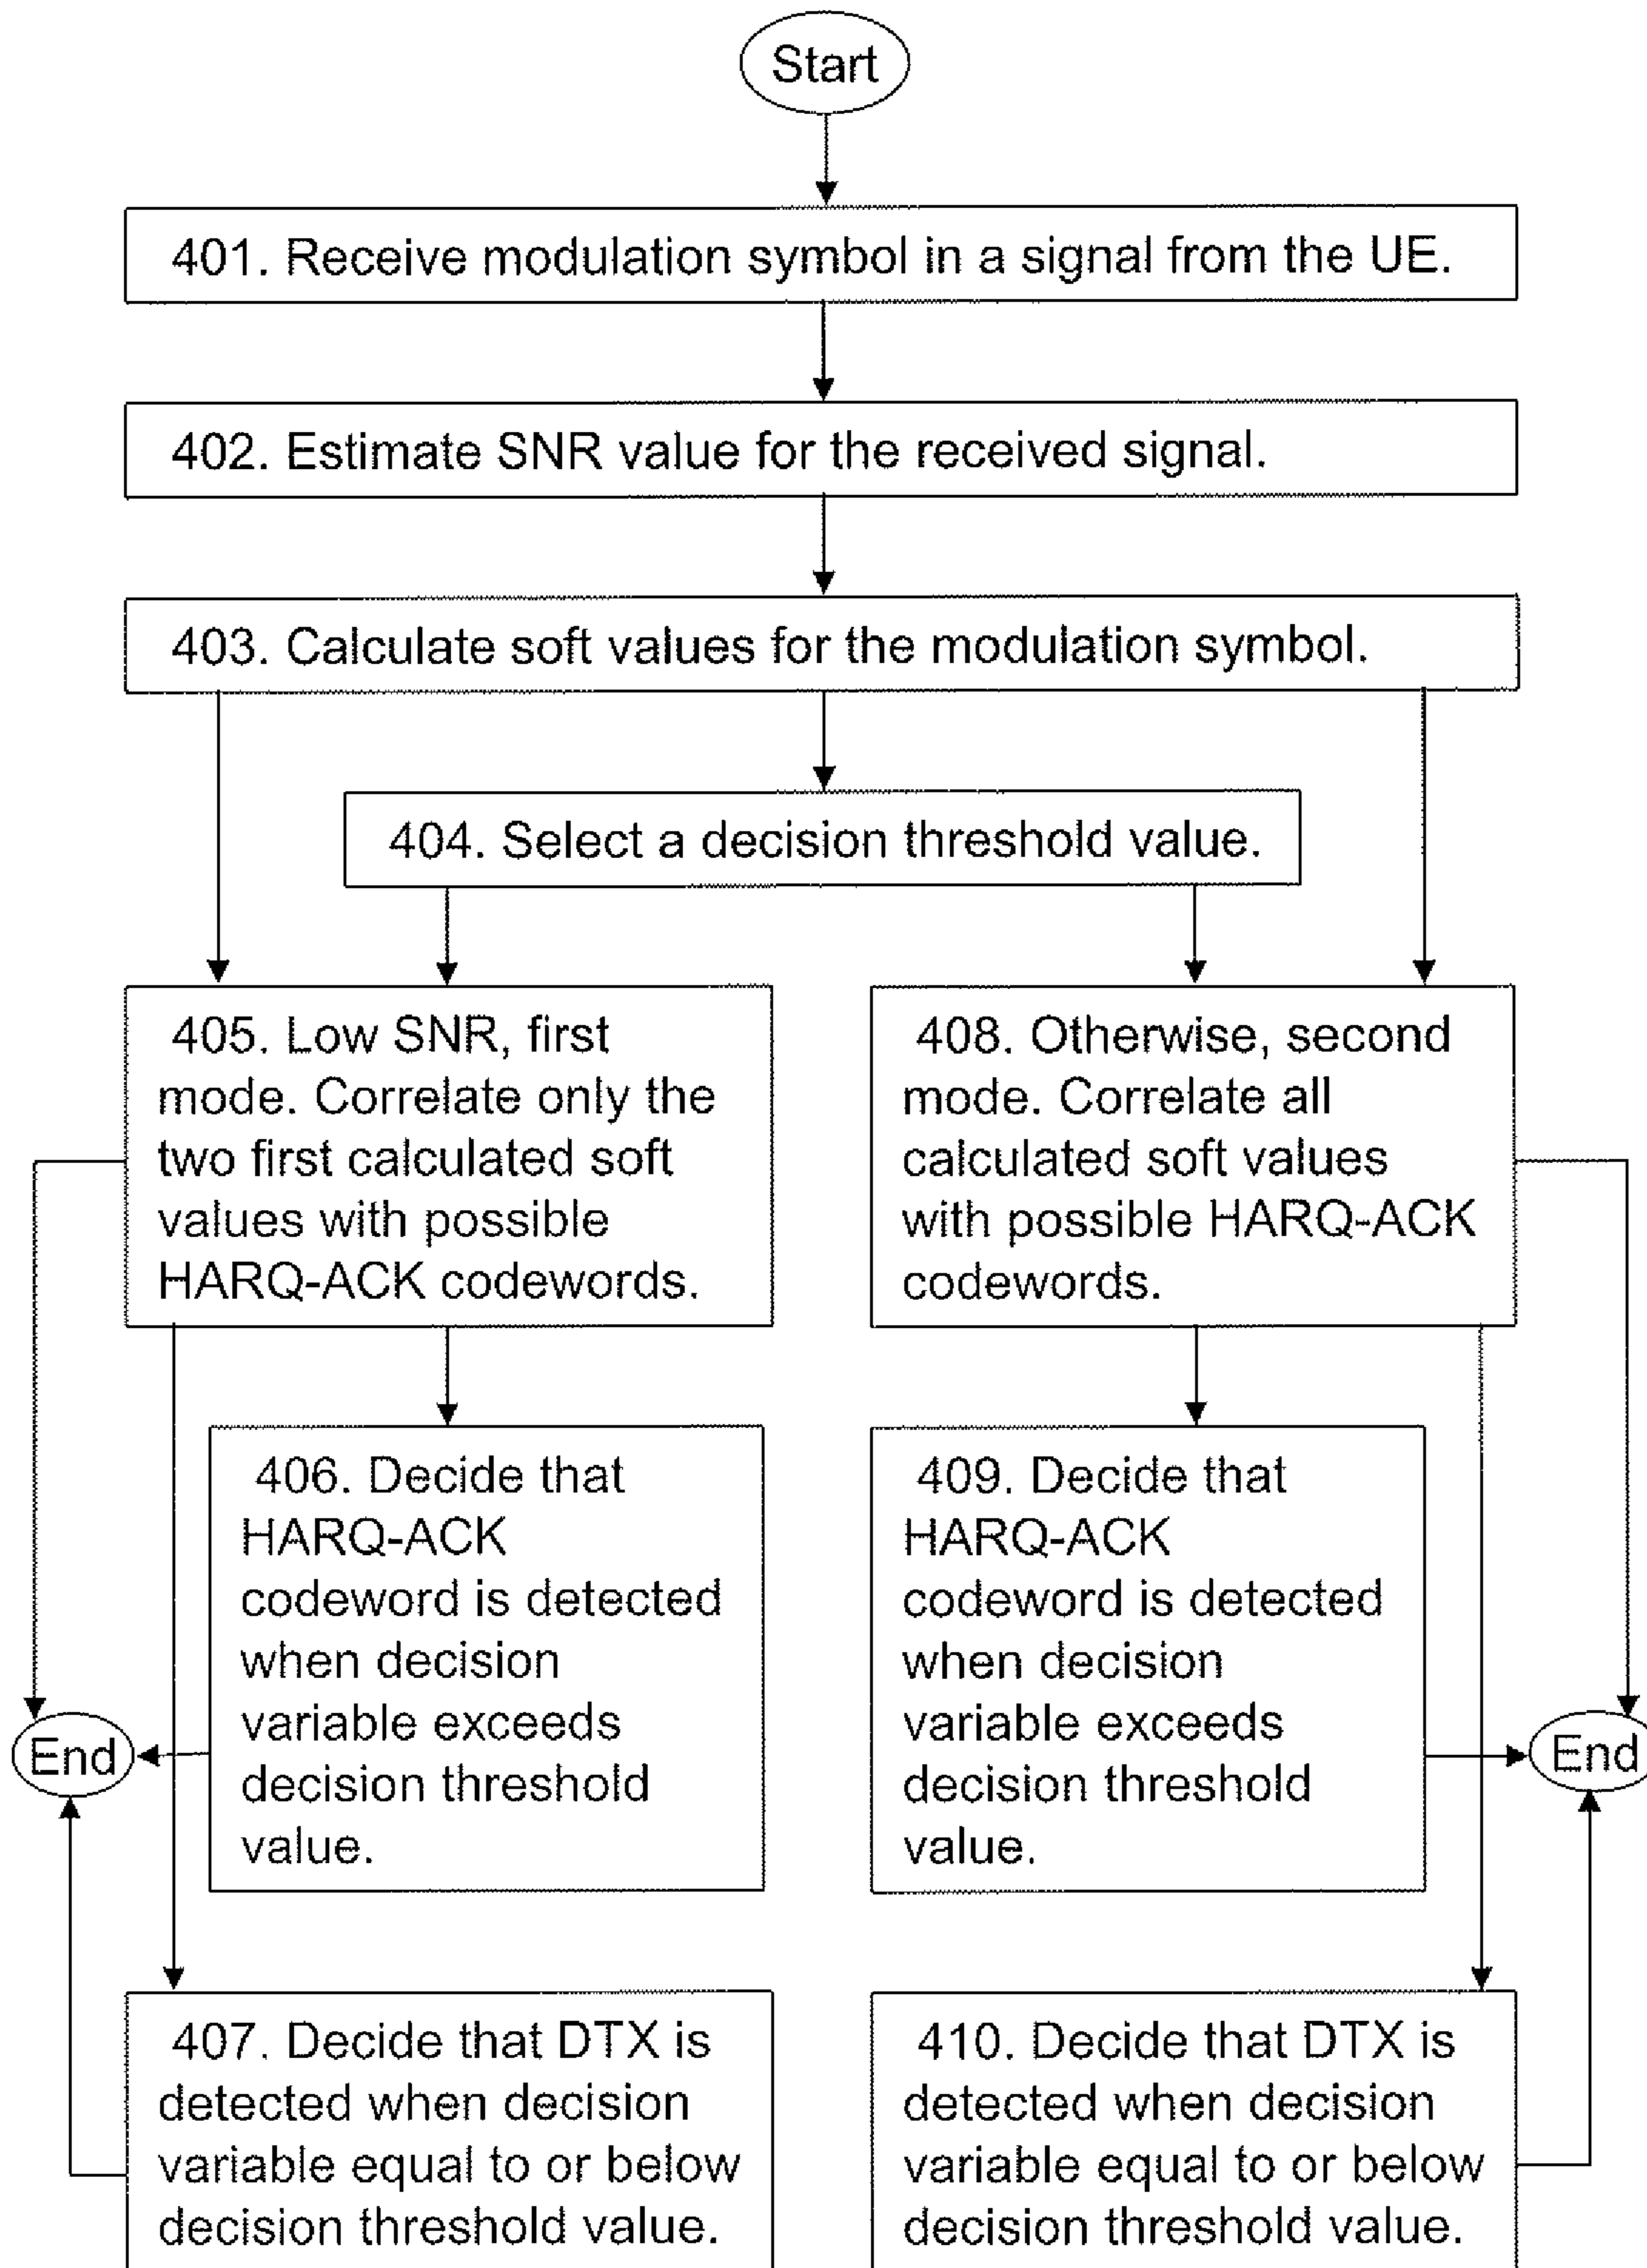 Start
401. Receive modulation symbol in a signal from the UE.
402. Estimate SNR value for the received signal.
403. Calculate soft values for the modulation symbol.
404. Select a decision threshold value.
405. Low SNR, first
mode. Correlate only the
two first calculated soft
values with possible
HARQ-ACK codewords.
408. Otherwise, second
mode. Correlate all
calculated soft values
with possible HARQ-ACK
codewords.
406. Decide that
HARQ-ACK
codeword is detected
when decision
variable exceeds
decision threshold
value.
409. Decide that
HARQ-ACK
codeword is detected
when decision
variable exceeds
decision threshold
value.
End
End
407. Decide that DTX is
detected when decision
variable equal to or below
decision threshold value.
410. Decide that DTX is
detected when decision
variable equal to or below
decision threshold value.